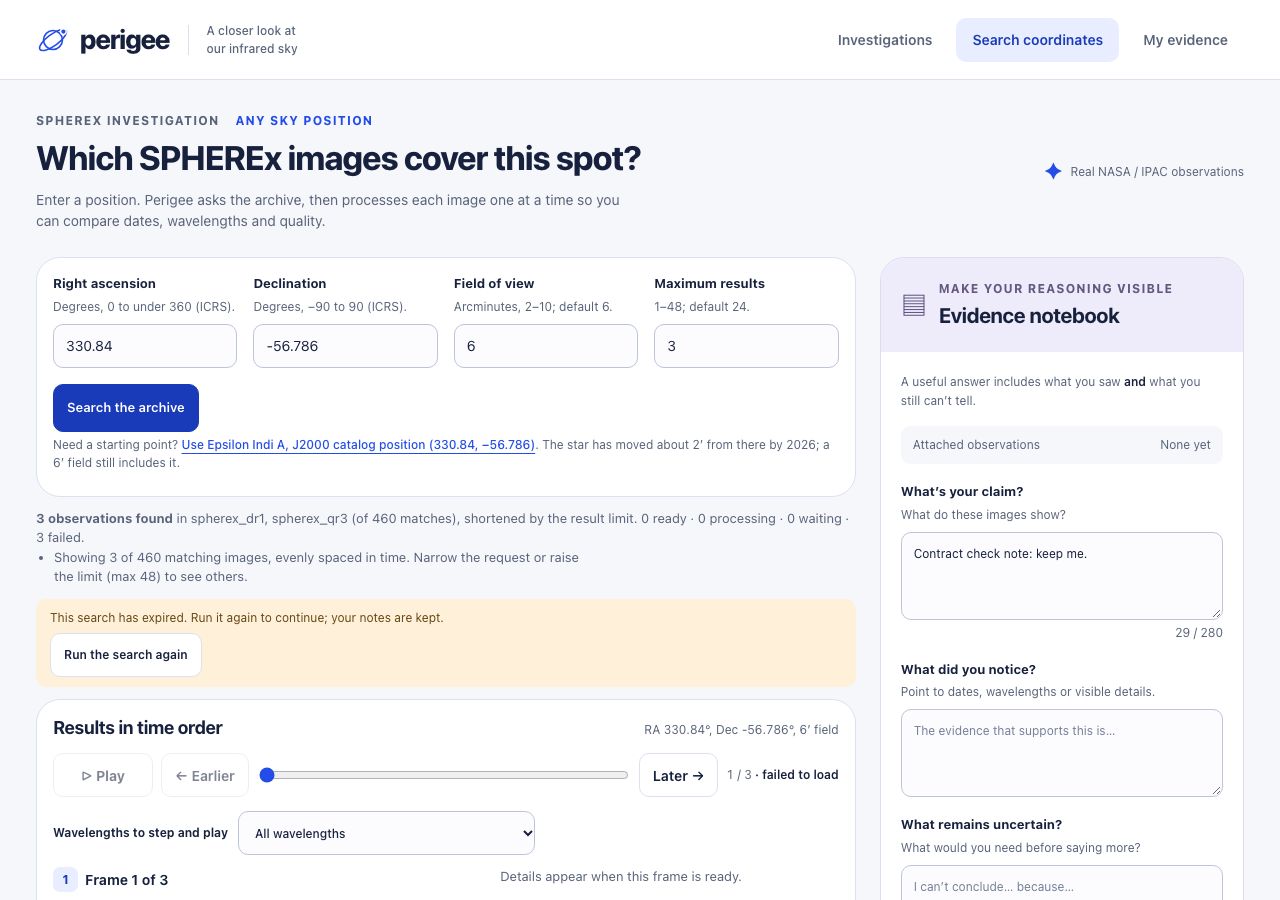 perigee
A closer look at
our infrared sky
Investigations
Search coordinates
My evidence
SPHEREX INVESTIGATION ANY SKY POSITION
Which SPHEREx images cover this spot?
Enter a position. Perigee asks the archive, then processes each image one at a time so you
can compare dates, wavelengths and quality.
Real NASA / IPAC observations
Right ascension
Degrees, 0 to under 360 (ICRS).
330.84
Declination
Degrees, −90 to 90 (ICRS).
-56.786
Field of view
Arcminutes, 2–10; default 6.
6
Maximum results
1–48; default 24.
3
Search the archive
Need a starting point? Use Epsilon Indi A, J2000 catalog position (330.84, −56.786). The star has moved about 2′ from there by 2026; a
6′ field still includes it.
3 observations found in spherex_dr1, spherex_qr3 (of 460 matches), shortened by the result limit. 0 ready · 0 processing · 0 waiting ·
3 failed.
• Showing 3 of 460 matching images, evenly spaced in time. Narrow the request or raise
the limit (max 48) to see others.
This search has expired. Run it again to continue; your notes are kept.
Run the search again
Results in time order
RA 330.84°, Dec -56.786°, 6′ field
▷ Play
← Earlier
Later →
1 / 3 · failed to load
Wavelengths to step and play
All wavelengths
1 Frame 1 of 3
Details appear when this frame is ready.
MAKE YOUR REASONING VISIBLE
Evidence notebook
A useful answer includes what you saw and what you
still can’t tell.
Attached observations
None yet
What’s your claim?
What do these images show?
Contract check note: keep me.
29 / 280
What did you notice?
Point to dates, wavelengths or visible details.
The evidence that supports this is…
What remains uncertain?
What would you need before saying more?
I can’t conclude… because…